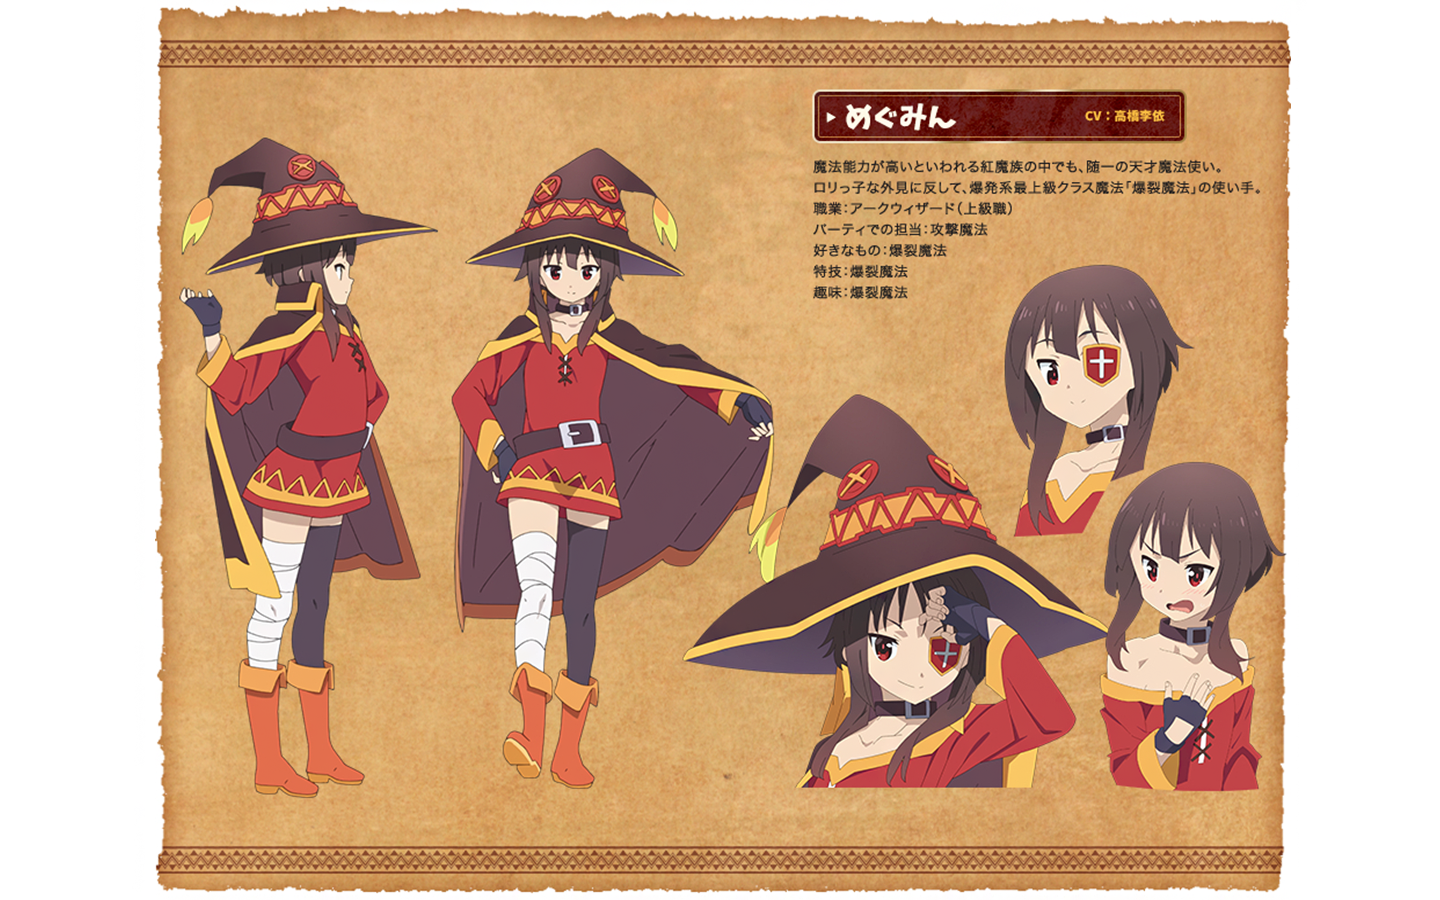 めぐみん
CV：高橋李依
魔法能力が高いといわれる紅魔族の中でも、随一の天才魔法使い。
ロリっ子な外見に反して、爆発系最上級クラス魔法「爆裂魔法」の使い手。
職業：アークウィザード（上級職）
パーティでの担当：攻撃魔法
好きなもの：爆裂魔法
特技：爆裂魔法
趣味：爆裂魔法